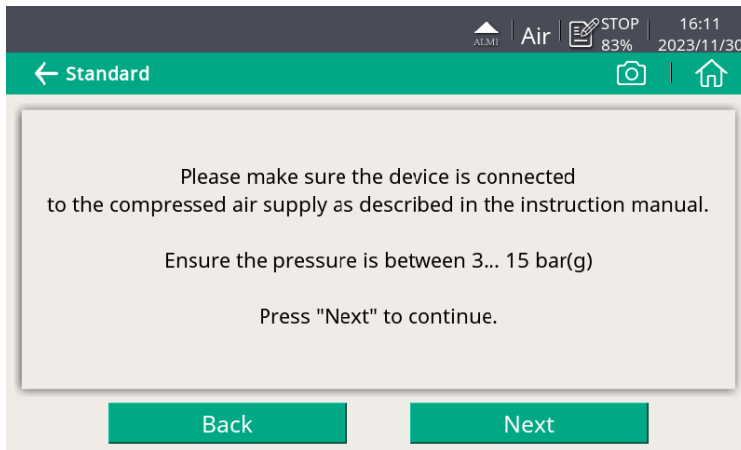 ALMI
Air
STOP
83%
16:11
2023/11/30
Standard
Please make sure the device is connected
to the compressed air supply as described in the instruction manual.
Ensure the pressure is between 3... 15 bar(g)
Press "Next" to continue.
Back
Next